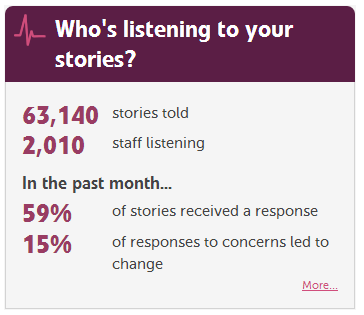 Who's listening to your
stories?
63,140 stories told
2,010 staff listening
In the past month...
59% of stories received a response
15% of responses to concerns led to
change
More...